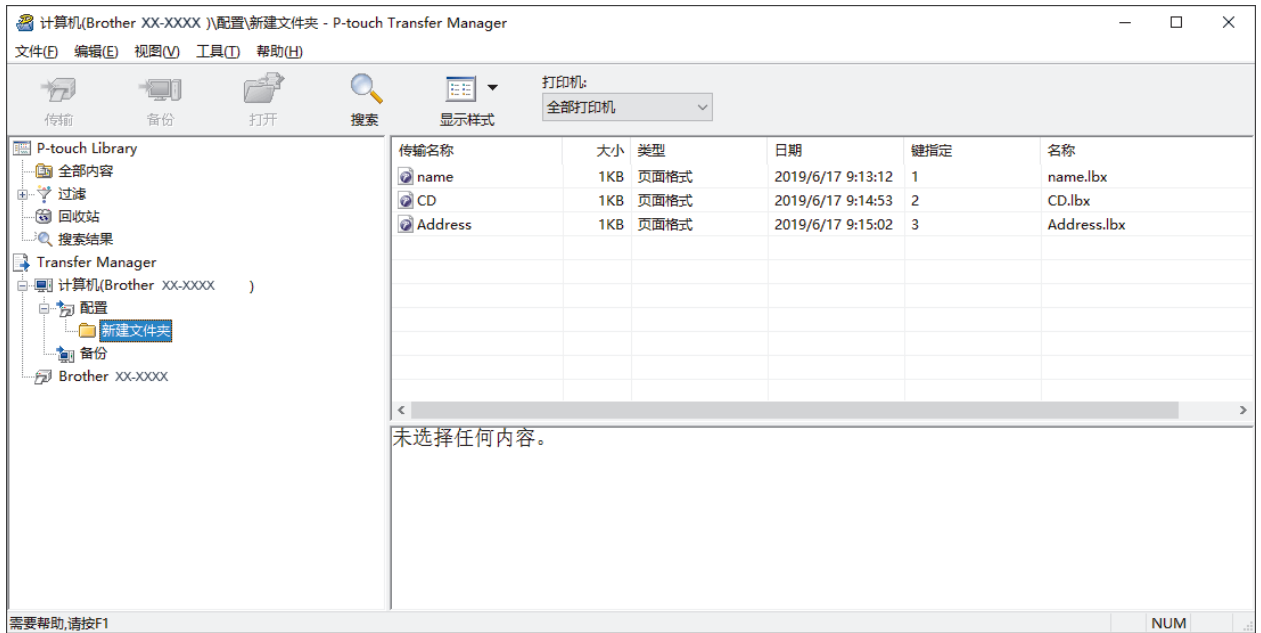 计算机(Brother XX-XXXX )\配置\新建文件夹 - P-touch Transfer Manager
文件(F) 编辑(E) 视图(V) 工具(T) 帮助(H)
传输 备份 打开 搜索 显示样式
打印机:
全部打印机
P-touch Library
全部内容
过滤
回收站
搜索结果
Transfer Manager
计算机(Brother XX-XXXX )
配置
新建文件夹
备份
Brother XX-XXXX
传输名称 大小 类型 日期 键指定 名称
name 1KB 页面格式 2019/6/17 9:13:12 1 name.lbx
CD 1KB 页面格式 2019/6/17 9:14:53 2 CD.lbx
Address 1KB 页面格式 2019/6/17 9:15:02 3 Address.lbx
未选择任何内容。
需要帮助,请按F1 NUM